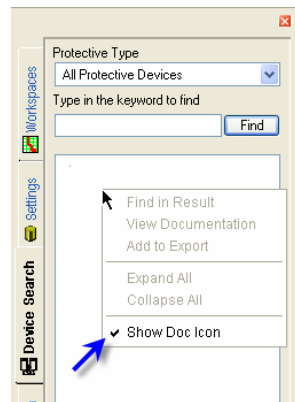 Protective Type
All Protective Devices
Type in the keyword to find
Find
Workspaces
Settings
Device Search
Find in Result
View Documentation
Add to Export
Expand All
Collapse All
Show Doc Icon